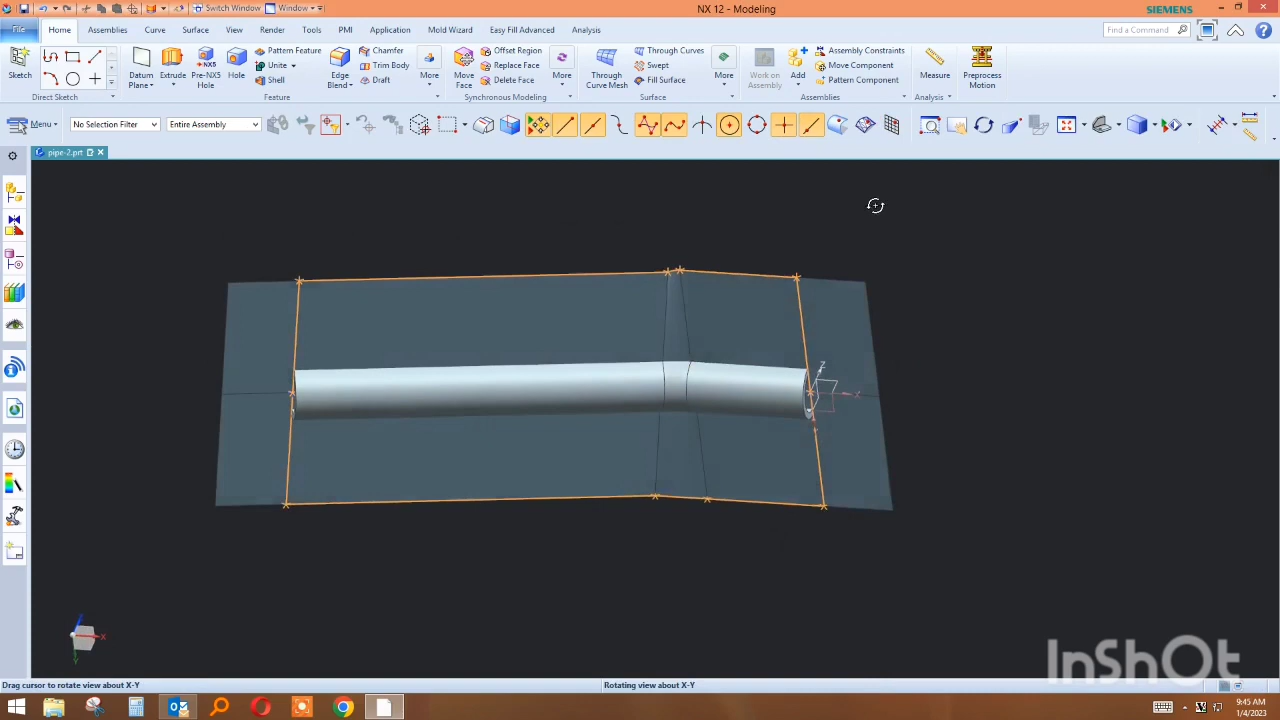 Switch Window Window NX 12 - Modeling SIEMENS
File Home Assemblies Curve Surface View Render Tools PMI Application Mold Wizard Easy Fill Advanced Analysis Find a Command
Sketch Datum Plane Extrude Pre-NX5 Hole Hole Pattern Feature Unite Shell Edge Blend Chamfer Trim Body Draft More Move Face Offset Region Replace Face Delete Face More Through Curve Mesh Through Curves Swept Fill Surface More Work on Assembly Add Assembly Constraints Move Component Pattern Component Measure Preprocess Motion
Direct Sketch Feature Synchronous Modeling Surface Assemblies Analysis
Menu No Selection Filter Entire Assembly
pipe-2.prt
Z
X
X
Y
InShOt
Drag cursor to rotate view about X-Y Rotating view about X-Y
9:45 AM
1/4/2023